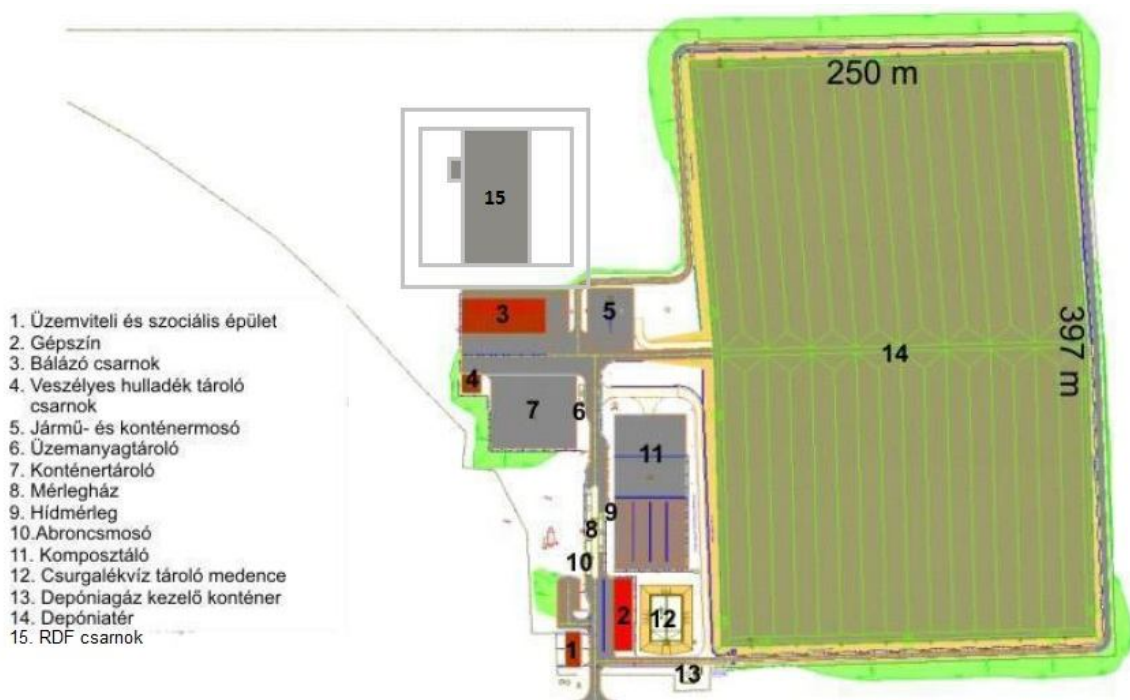 250 m
397 m
15
3
5
14
4
7
6
11
9
8
10
2
12
1
13
1. Üzemviteli és szociális épület
2. Gépszín
3. Bálázó csarnok
4. Veszélyes hulladék tároló
csarnok
5. Jármű- és konténermosó
6. Üzemanyagtároló
7. Konténertároló
8. Mérlegház
9. Hídmérleg
10.Abroncsmosó
11. Komposztáló
12. Csurgalékvíz tároló medence
13. Depóniagáz kezelő konténer
14. Depóniatér
15. RDF csarnok